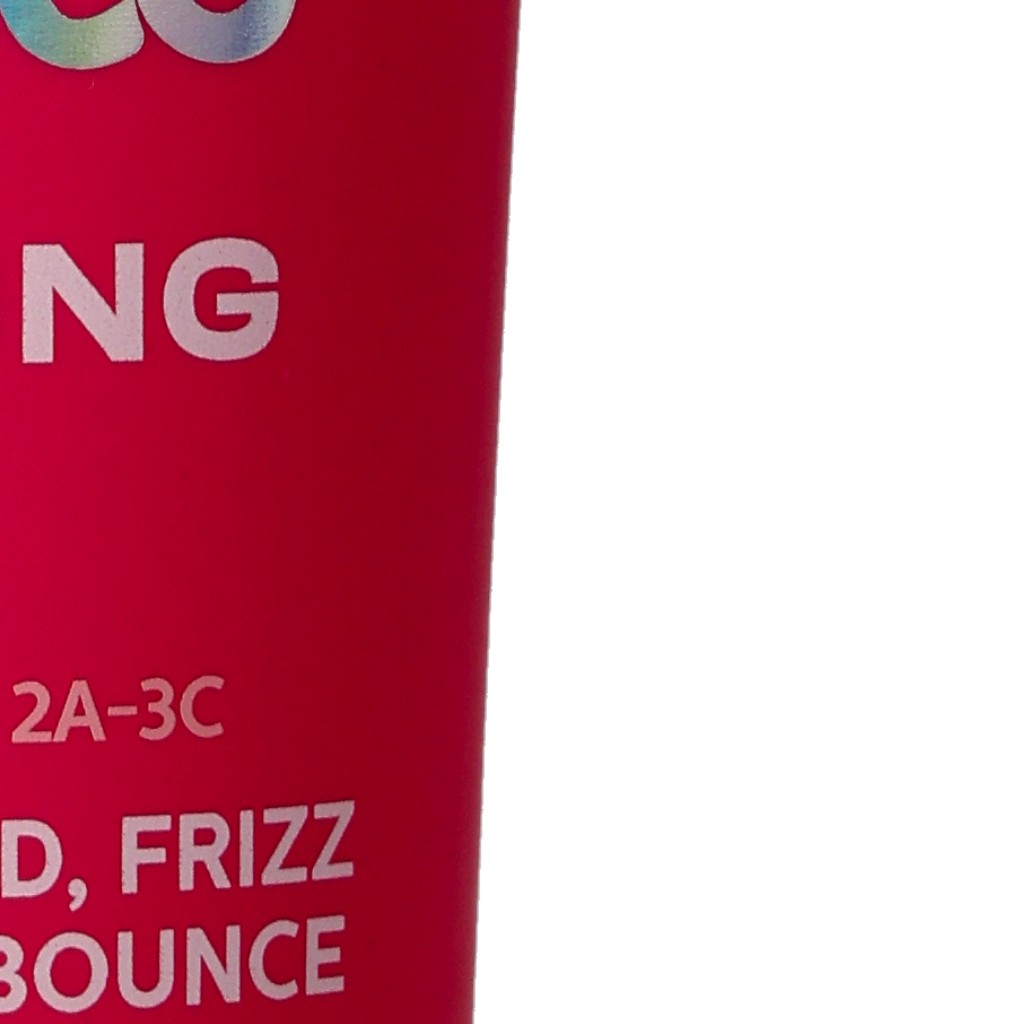 NG
2A-3C
D, FRIZZ
BOUNCE